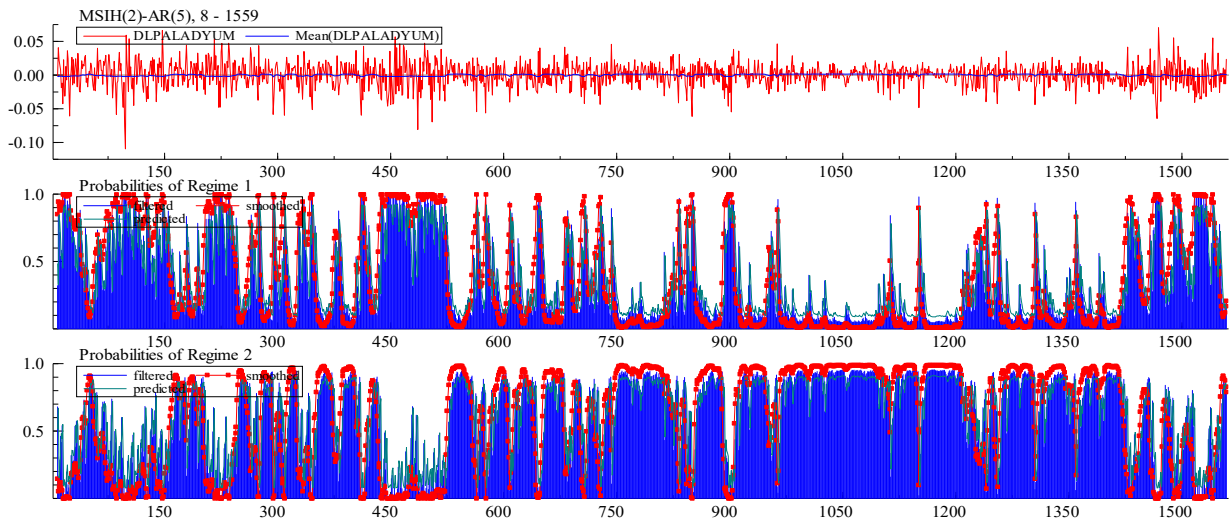 MSIH(2)-AR(5), 8 - 1559
DLPALADYUM Mean(DLPALADYUM)
0.05
0.00
-0.05
-0.10
150 300 450 600 750 900 1050 1200 1350 1500
Probabilities of Regime 1
1.0
filtered smoothed
predicted
0.5
150 300 450 600 750 900 1050 1200 1350 1500
Probabilities of Regime 2
1.0
filtered smoothed
predicted
0.5
150 300 450 600 750 900 1050 1200 1350 1500